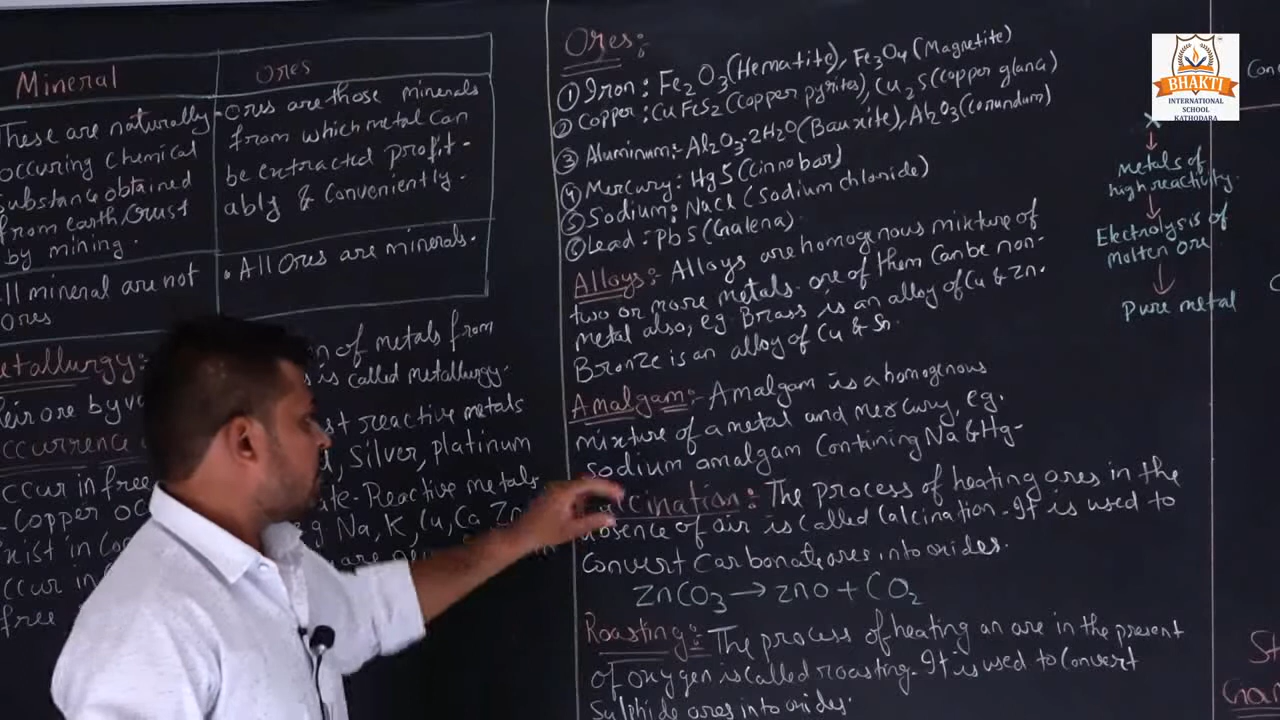 Mineral
Ores
These are naturally
occuring chemical
substance obtained
from earth crust
by mining.
All mineral are not
Ores
Ores are those minerals
from which metal can
be extracted profit-
ably & Conveniently.
All Ores are minerals.
Metallurgy:
of metals from
is called metallurgy.
reactive metals
Silver, platinum
Reactive metals
e.g Na, K, Cu, Ca Zn
free
Ores:
① Iron: Fe2O3 (Hematite), Fe3O4 (Magnetite)
② Copper: CuFeS2 (Copper pyrites), Cu2S (copper glana)
③ Aluminum:- Al2O3.2H2O (Bauxite), Al2O3 (corundum)
④ Mercury: HgS (Cinnobar)
⑤ Sodium: NaCl (Sodium chloride)
⑥ Lead: PbS (Galena).
Alloys:- Alloys are homogenous mixture of
two or more metals. one of them can be non-
metal also, eg. Brass is an alloy of Cu & Zn.
Bronze is an alloy of Cu & Sn.
Amalgam:- Amalgam is a homogenous
mixture of a metal and mercury, eg.
sodium amalgam Containing Na & Hg-
cination: The process of heating ores in the
absence of air is called Calcination. It is used to
Convert Carbonate ores into oxides.
ZnCO3 → ZnO + CO2
Roasting:- The process of heating an ore in the present
of oxygen is called roasting. It is used to Convert
Sulphide ores into oxides.
BHAKTI
INTERNATIONAL
SCHOOL
KATHODARA
Metals of
high reactivity.
↓
Electrolysis of
Molten ore
↓
Pure metal